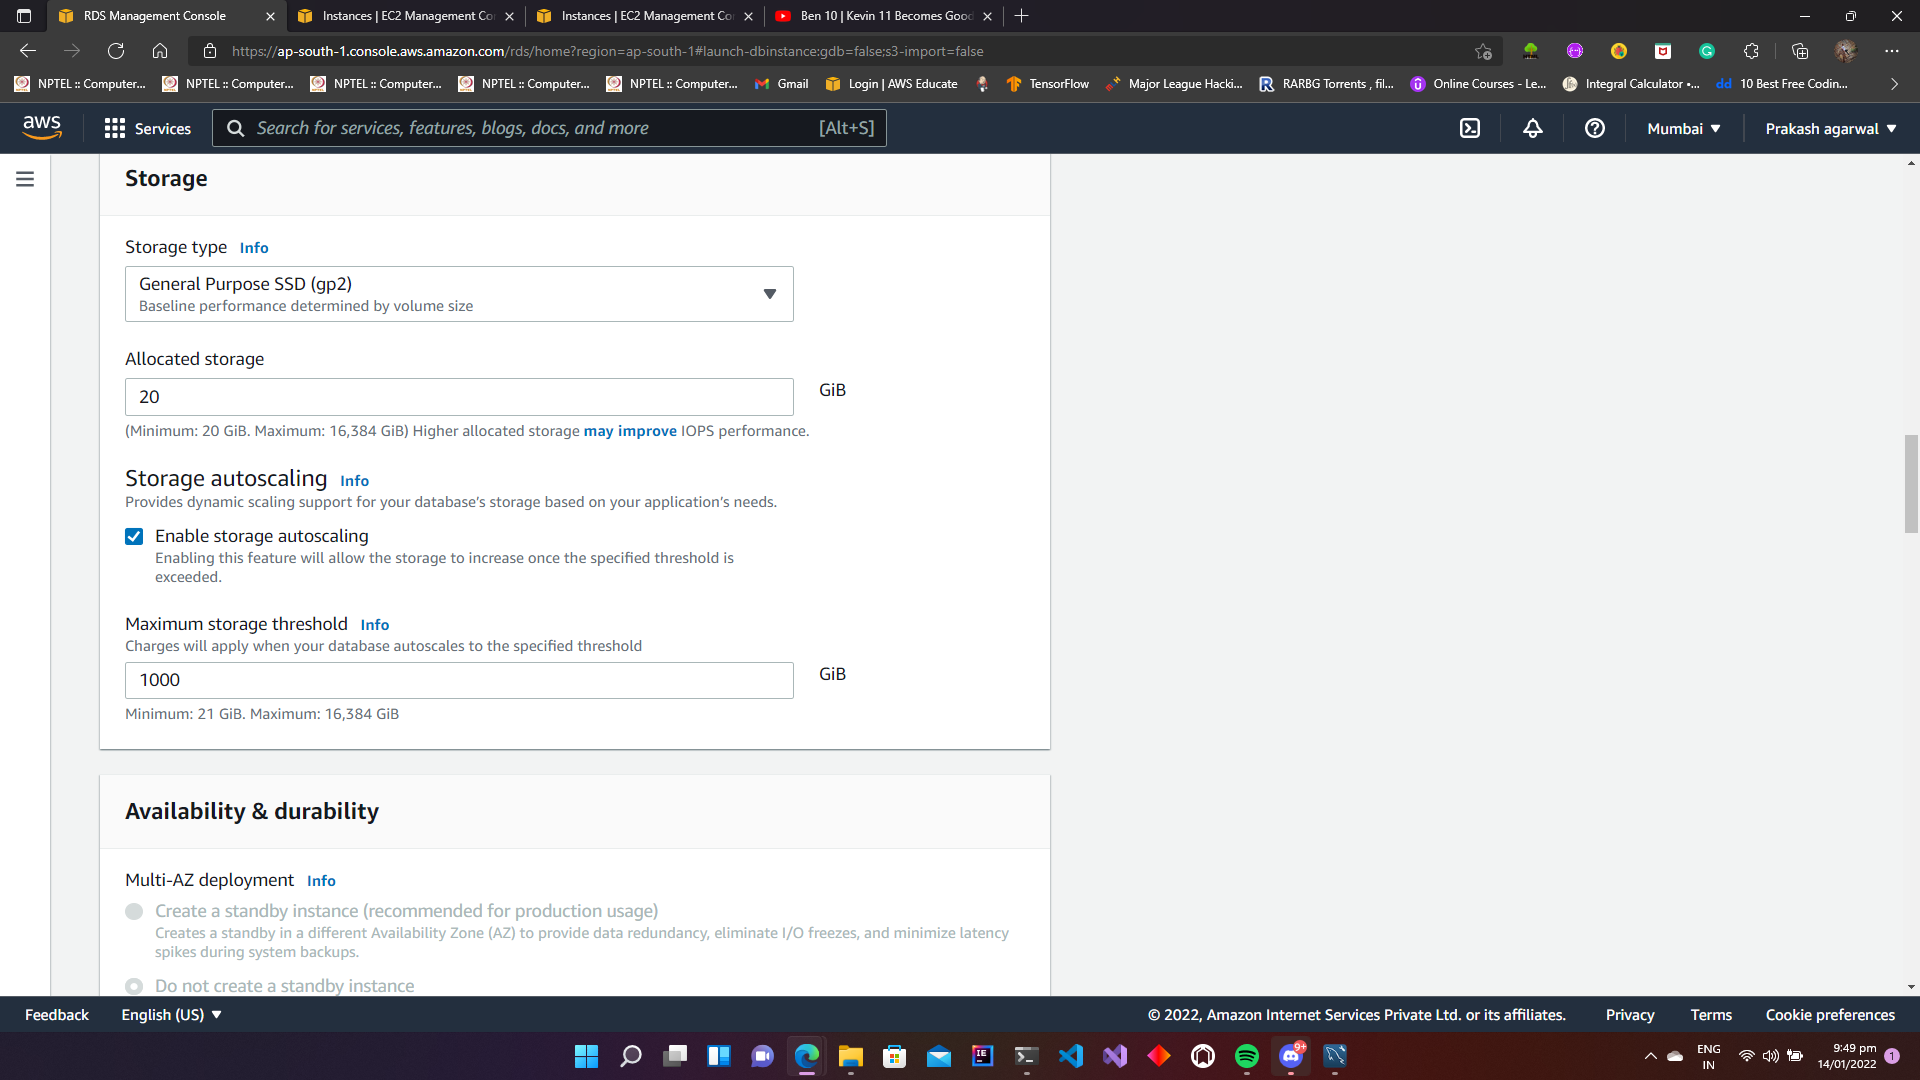 RDS Management Console
Instances | EC2 Management Co
Instances | EC2 Management Co
Ben 10 | Kevin 11 Becomes Good
https://ap-south-1.console.aws.amazon.com/rds/home?region=ap-south-1#launch-dbinstance:gdb=false;s3-import=false
NPTEL :: Computer...
NPTEL :: Computer...
NPTEL :: Computer...
NPTEL :: Computer...
NPTEL :: Computer...
Gmail
Login | AWS Educate
TensorFlow
Major League Hacki...
RARBG Torrents , fil...
Online Courses - Le...
Integral Calculator •...
dd 10 Best Free Codin...
aws
Services
Search for services, features, blogs, docs, and more [Alt+S]
Mumbai
Prakash agarwal
Storage
Storage type Info
General Purpose SSD (gp2)
Baseline performance determined by volume size
Allocated storage
20
GiB
(Minimum: 20 GiB. Maximum: 16,384 GiB) Higher allocated storage may improve IOPS performance.
Storage autoscaling Info
Provides dynamic scaling support for your database's storage based on your application's needs.
Enable storage autoscaling
Enabling this feature will allow the storage to increase once the specified threshold is
exceeded.
Maximum storage threshold Info
Charges will apply when your database autoscales to the specified threshold
1000
GiB
Minimum: 21 GiB. Maximum: 16,384 GiB
Availability & durability
Multi-AZ deployment Info
Create a standby instance (recommended for production usage)
Creates a standby in a different Availability Zone (AZ) to provide data redundancy, eliminate I/O freezes, and minimize latency
spikes during system backups.
Do not create a standby instance
Feedback
English (US)
© 2022, Amazon Internet Services Private Ltd. or its affiliates.
Privacy
Terms
Cookie preferences
IE
9+
ENG
IN
9:49 pm
14/01/2022
1